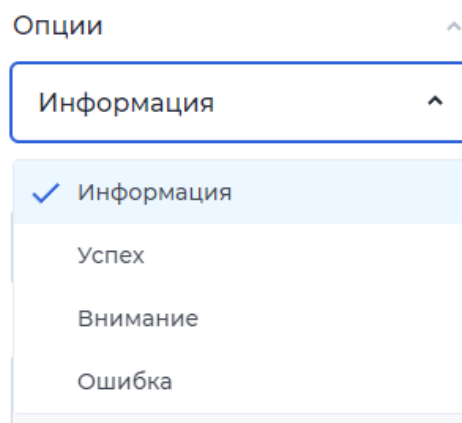 Опции
Информация
Информация
Успех
Внимание
Ошибка